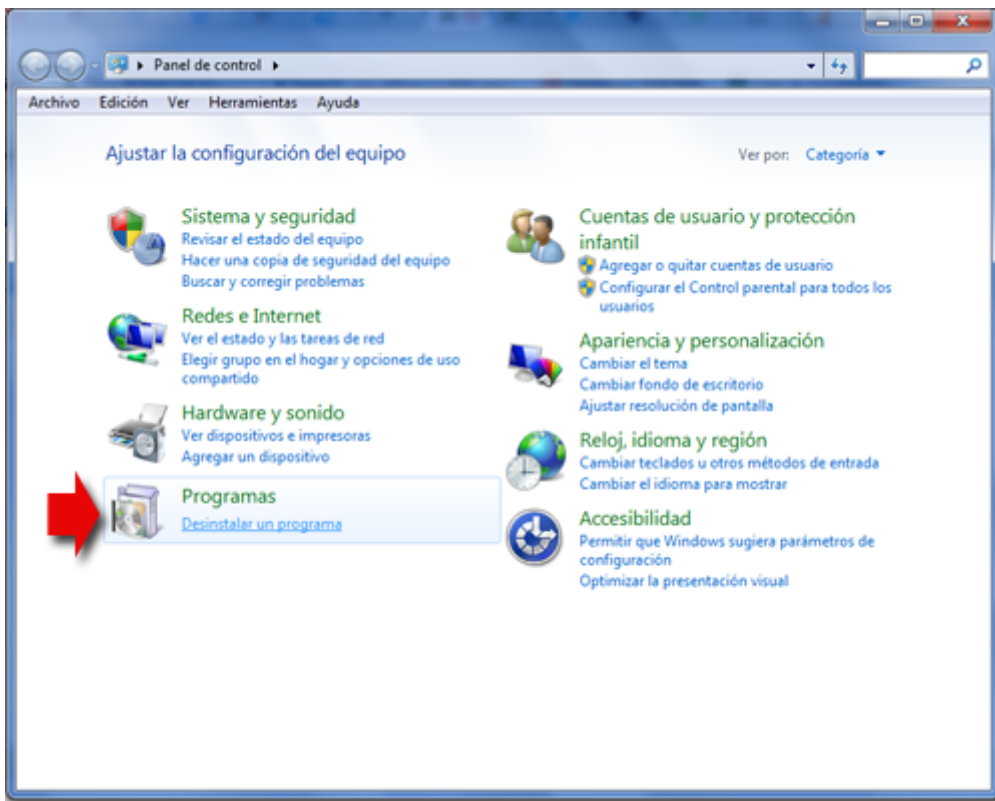 Panel de control
Archivo Edición Ver Herramientas Ayuda
Ajustar la configuración del equipo
Ver por: Categoría
Sistema y seguridad
Revisar el estado del equipo
Hacer una copia de seguridad del equipo
Buscar y corregir problemas
Redes e Internet
Ver el estado y las tareas de red
Elegir grupo en el hogar y opciones de uso
compartido
Hardware y sonido
Ver dispositivos e impresoras
Agregar un dispositivo
Programas
Desinstalar un programa
Cuentas de usuario y protección
infantil
Agregar o quitar cuentas de usuario
Configurar el Control parental para todos los
usuarios
Apariencia y personalización
Cambiar el tema
Cambiar fondo de escritorio
Ajustar resolución de pantalla
Reloj, idioma y región
Cambiar teclados u otros métodos de entrada
Cambiar el idioma para mostrar
Accesibilidad
Permitir que Windows sugiera parámetros de
configuración
Optimizar la presentación visual